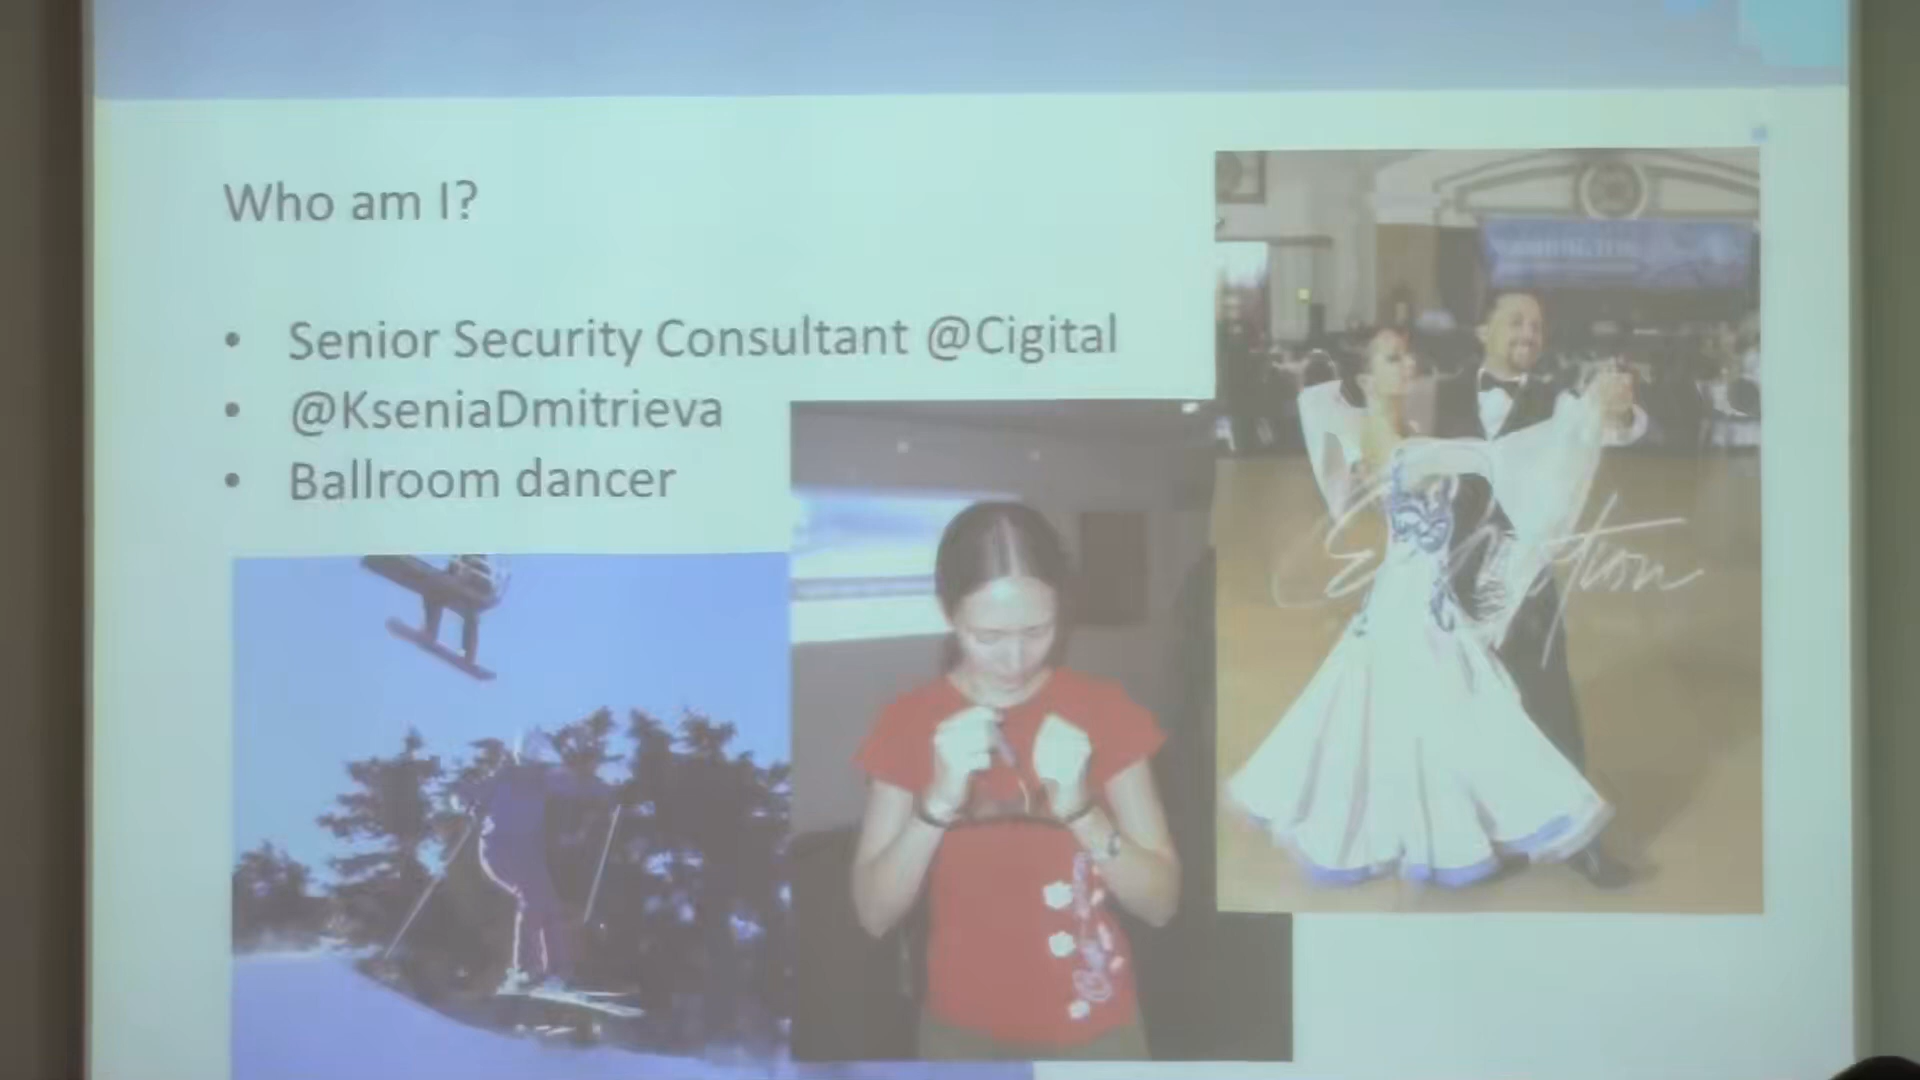 Who am I?
• Senior Security Consultant @Cigital
• @KseniaDmitrieva
• Ballroom dancer